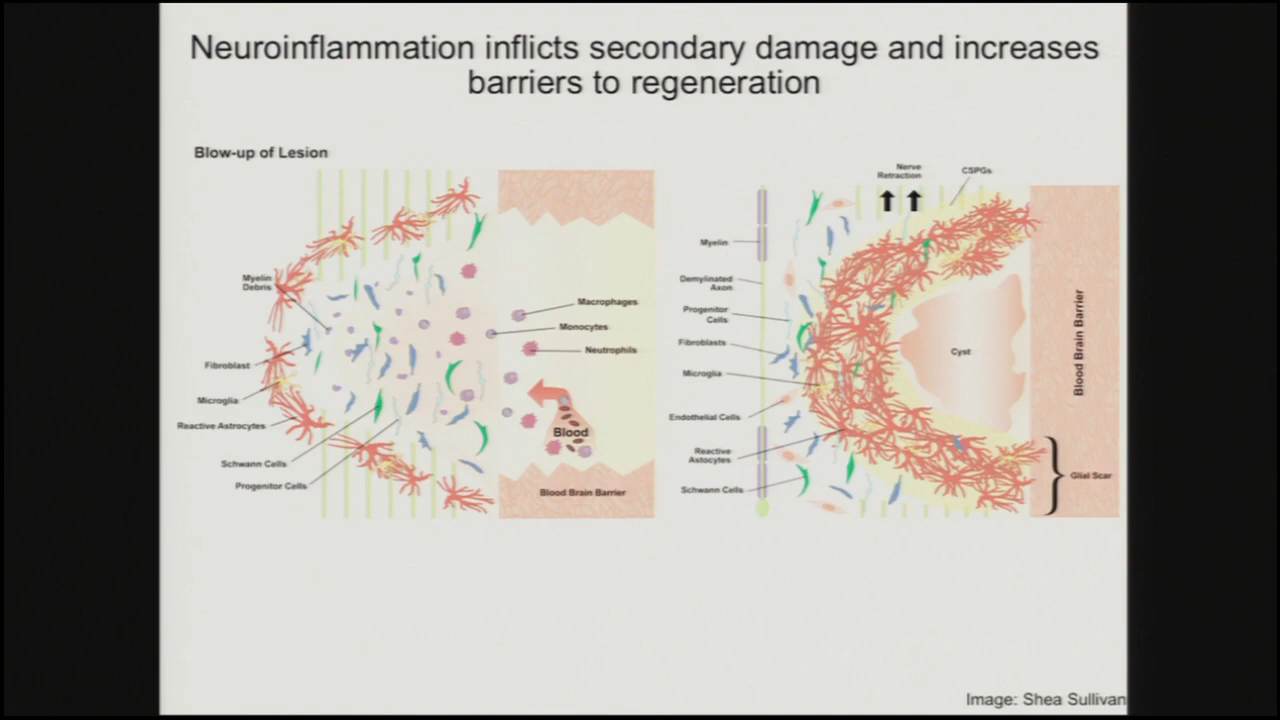 Neuroinflammation inflicts secondary damage and increases
barriers to regeneration
Blow-up of Lesion
Myelin
Debris
Fibroblast
Microglia
Reactive Astrocytes
Schwann Cells
Progenitor Cells
Macrophages
Monocytes
Neutrophils
Blood
Blood Brain Barrier
Nerve
Retraction
CSPGs
Myelin
Demylinated
Axon
Progenitor
Cells
Fibroblasts
Microglia
Endothelial Cells
Reactive
Astocytes
Schwann Cells
Cyst
Blood Brain Barrier
Glial Scar
Image: Shea Sullivan